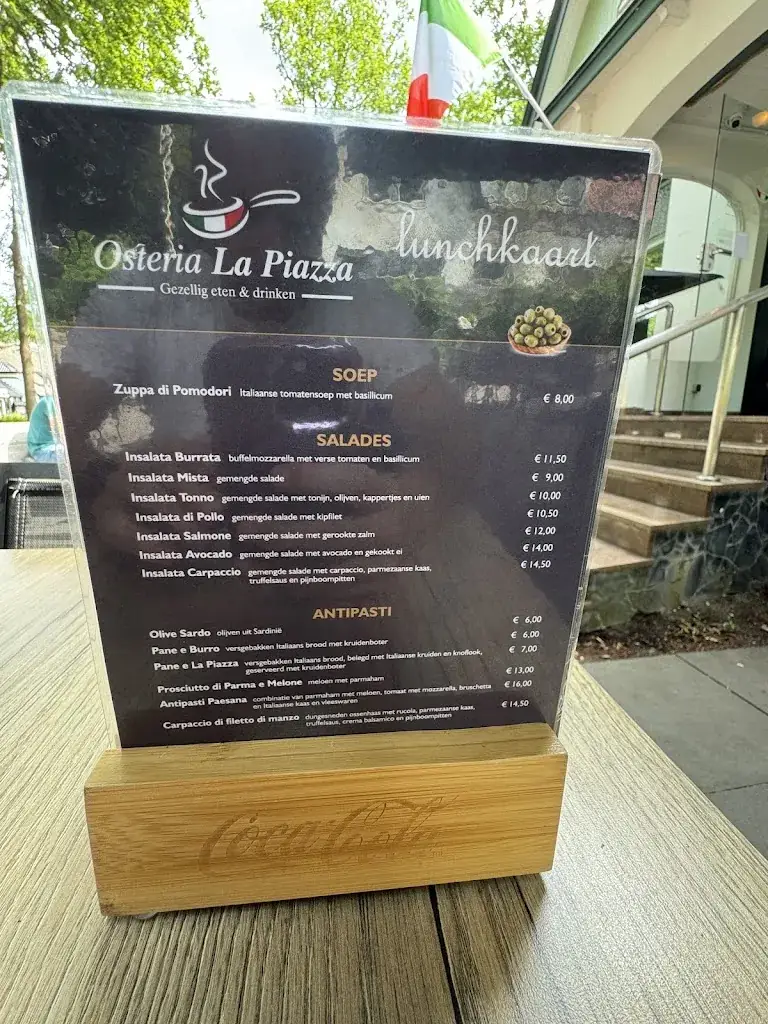 Osteria La Piazza
Gezellig eten & drinken
lunchkaart
SOEP
Zuppa di Pomodori Italiaanse tomatensoep met basillicum € 8,00
SALADES
Insalata Burrata buffelmozzarella met verse tomaten en basillicum € 11,50
Insalata Mista gemengde salade € 9,00
Insalata Tonno gemengde salade met tonijn, olijven, kappertjes en uien € 10,00
Insalata di Pollo gemengde salade met kipfilet € 10,50
Insalata Salmone gemengde salade met gerookte zalm € 12,00
Insalata Avocado gemengde salade met avocado en gekookt ei € 14,00
Insalata Carpaccio gemengde salade met carpaccio, parmezaanse kaas, € 14,50
truffelsaus en pijnboompitten
ANTIPASTI
Olive Sardo olijven uit Sardinië € 6,00
Pane e Burro versgebakken Italiaans brood met kruidenboter € 6,00
Pane e La Piazza versgebakken Italiaans brood, belegd met Italiaanse kruiden en knoflook, € 7,00
geserveerd met kruidenboter
Prosciutto di Parma e Melone meloen met parmaham € 13,00
Antipasti Paesana combinatie van parmaham met meloen, tomaat met mozzarella, bruschetta € 16,00
en Italiaanse kaas en vleeswaren
Carpaccio di filetto di manzo dungesneden ossenhaas met rucola, parmezaanse kaas, € 14,50
truffelsaus, crema balsamico en pijnboompitten
Coca-Cola